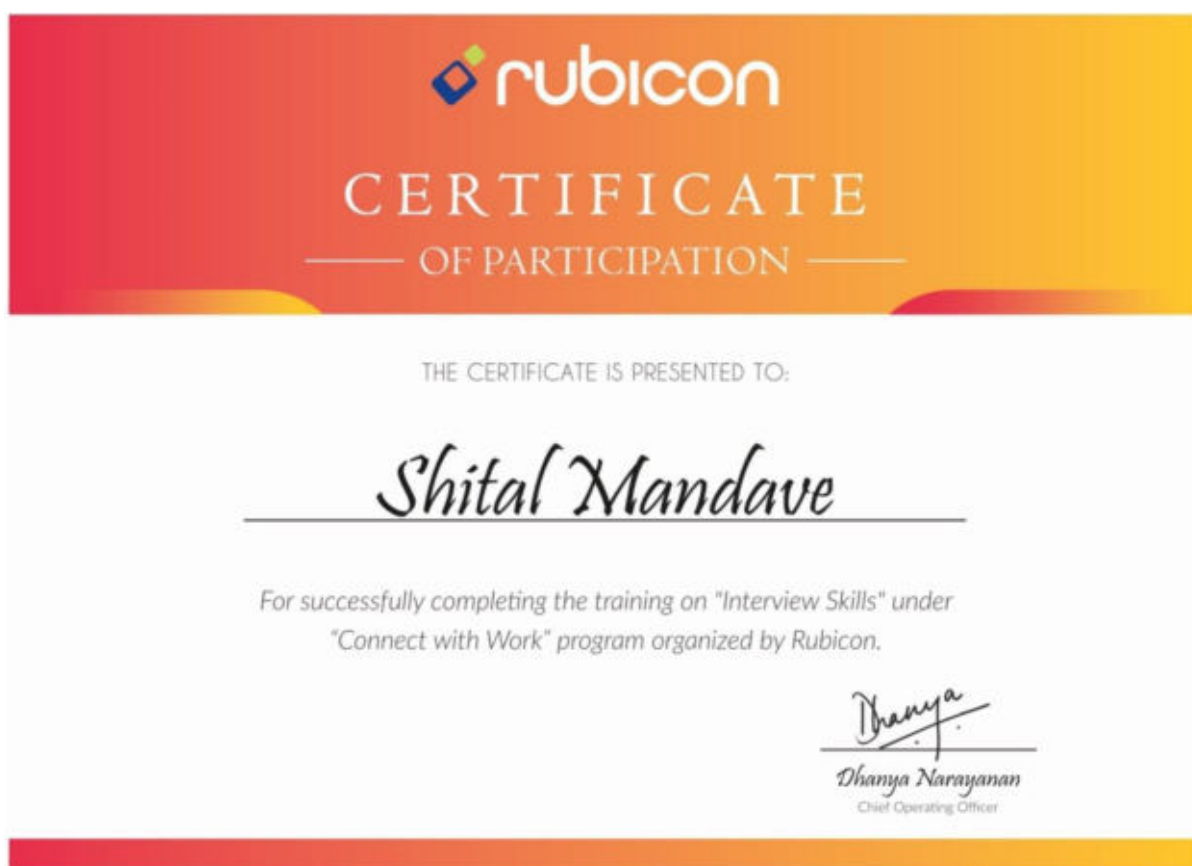 rubicon
CERTIFICATE
OF PARTICIPATION
THE CERTIFICATE IS PRESENTED TO:
Shital Mandave
For successfully completing the training on "Interview Skills" under
"Connect with Work" program organized by Rubicon.
Dhanya
Dhanya Narayanan
Chief Operating Officer